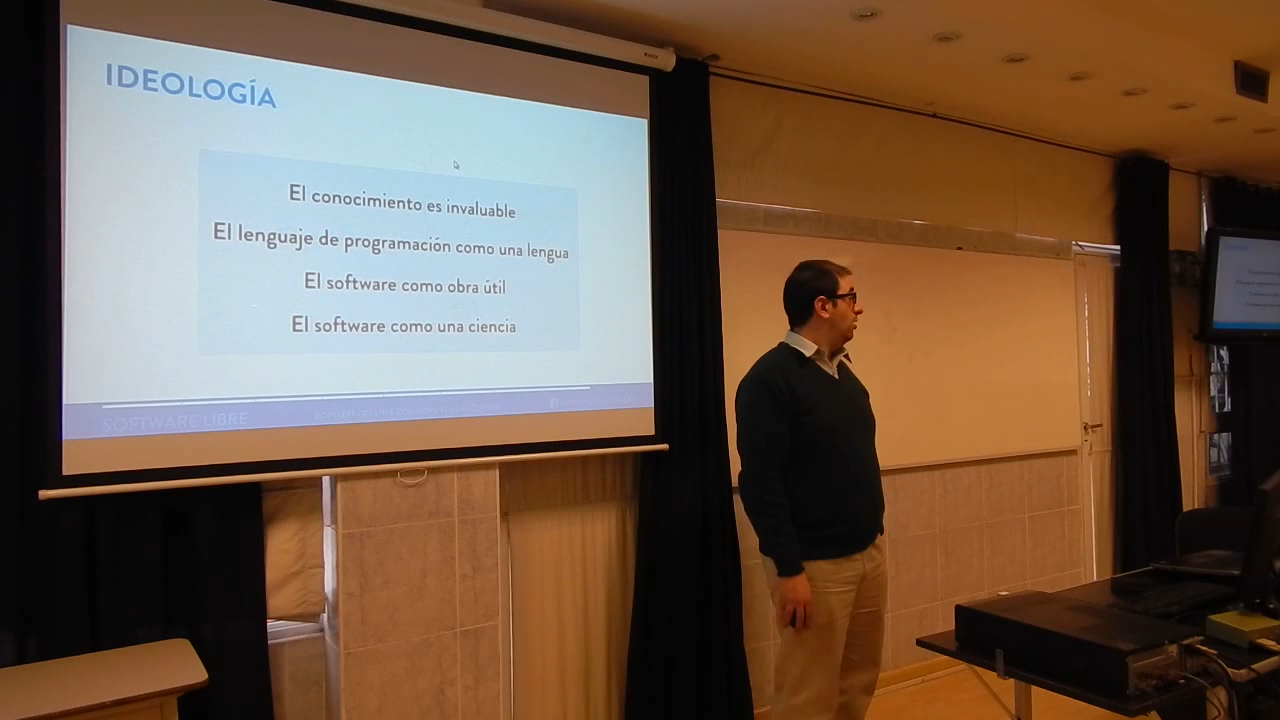 IDEOLOGÍA
El conocimiento es invaluable
El lenguaje de programación como una lengua
El software como obra útil
El software como una ciencia
SOFTWARE LIBRE